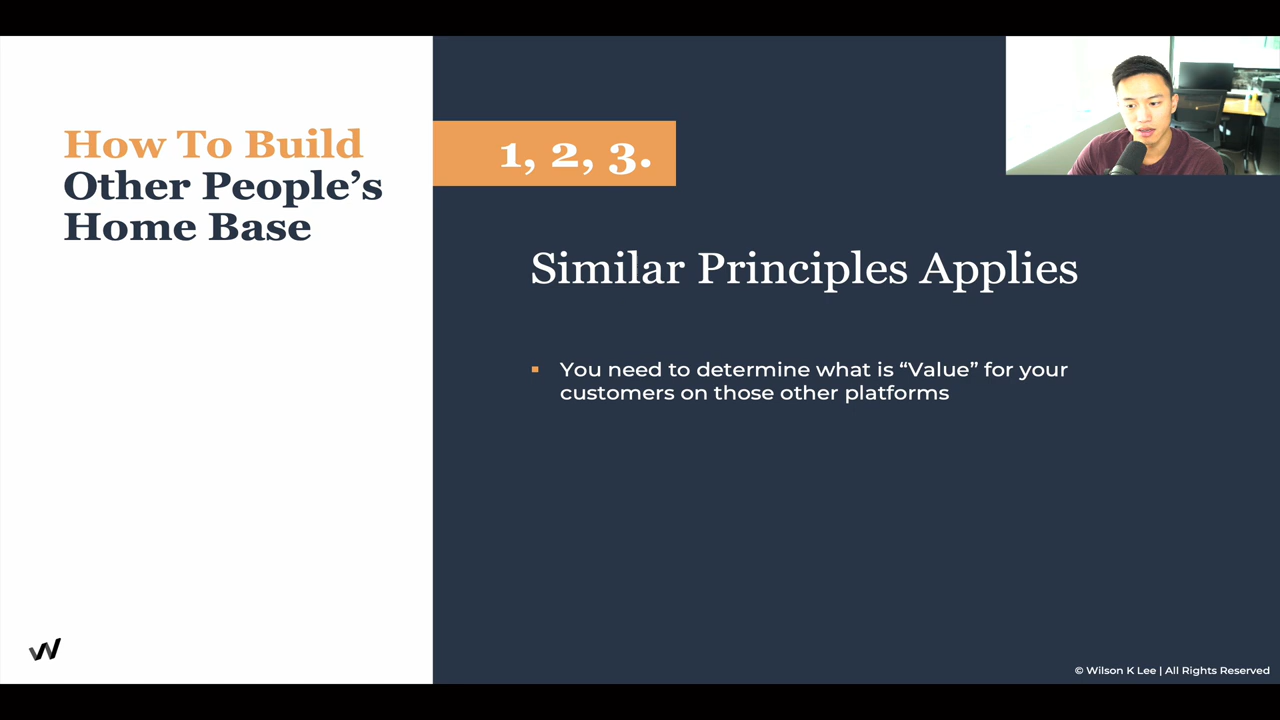 How To Build
Other People’s
Home Base
1, 2, 3.
Similar Principles Applies
You need to determine what is “Value” for your
customers on those other platforms
© Wilson K Lee | All Rights Reserved